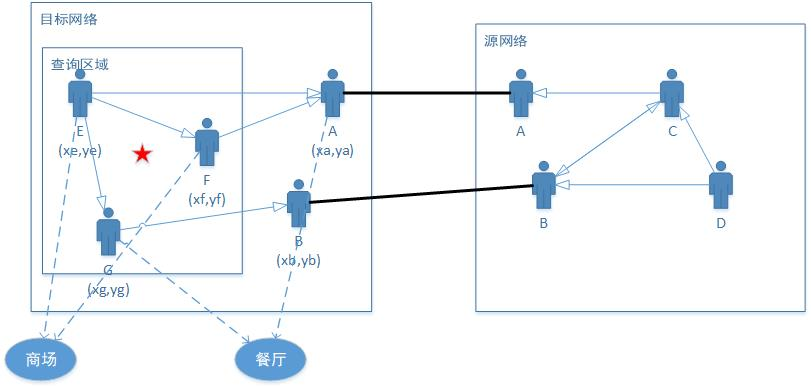 目标网络
查询区域
源网络
E
(xe,ye)
F
(xf,yf)
A
(xa,ya)
A
C
G
(xg,yg)
B
(xb,yb)
B
D
商场
餐厅